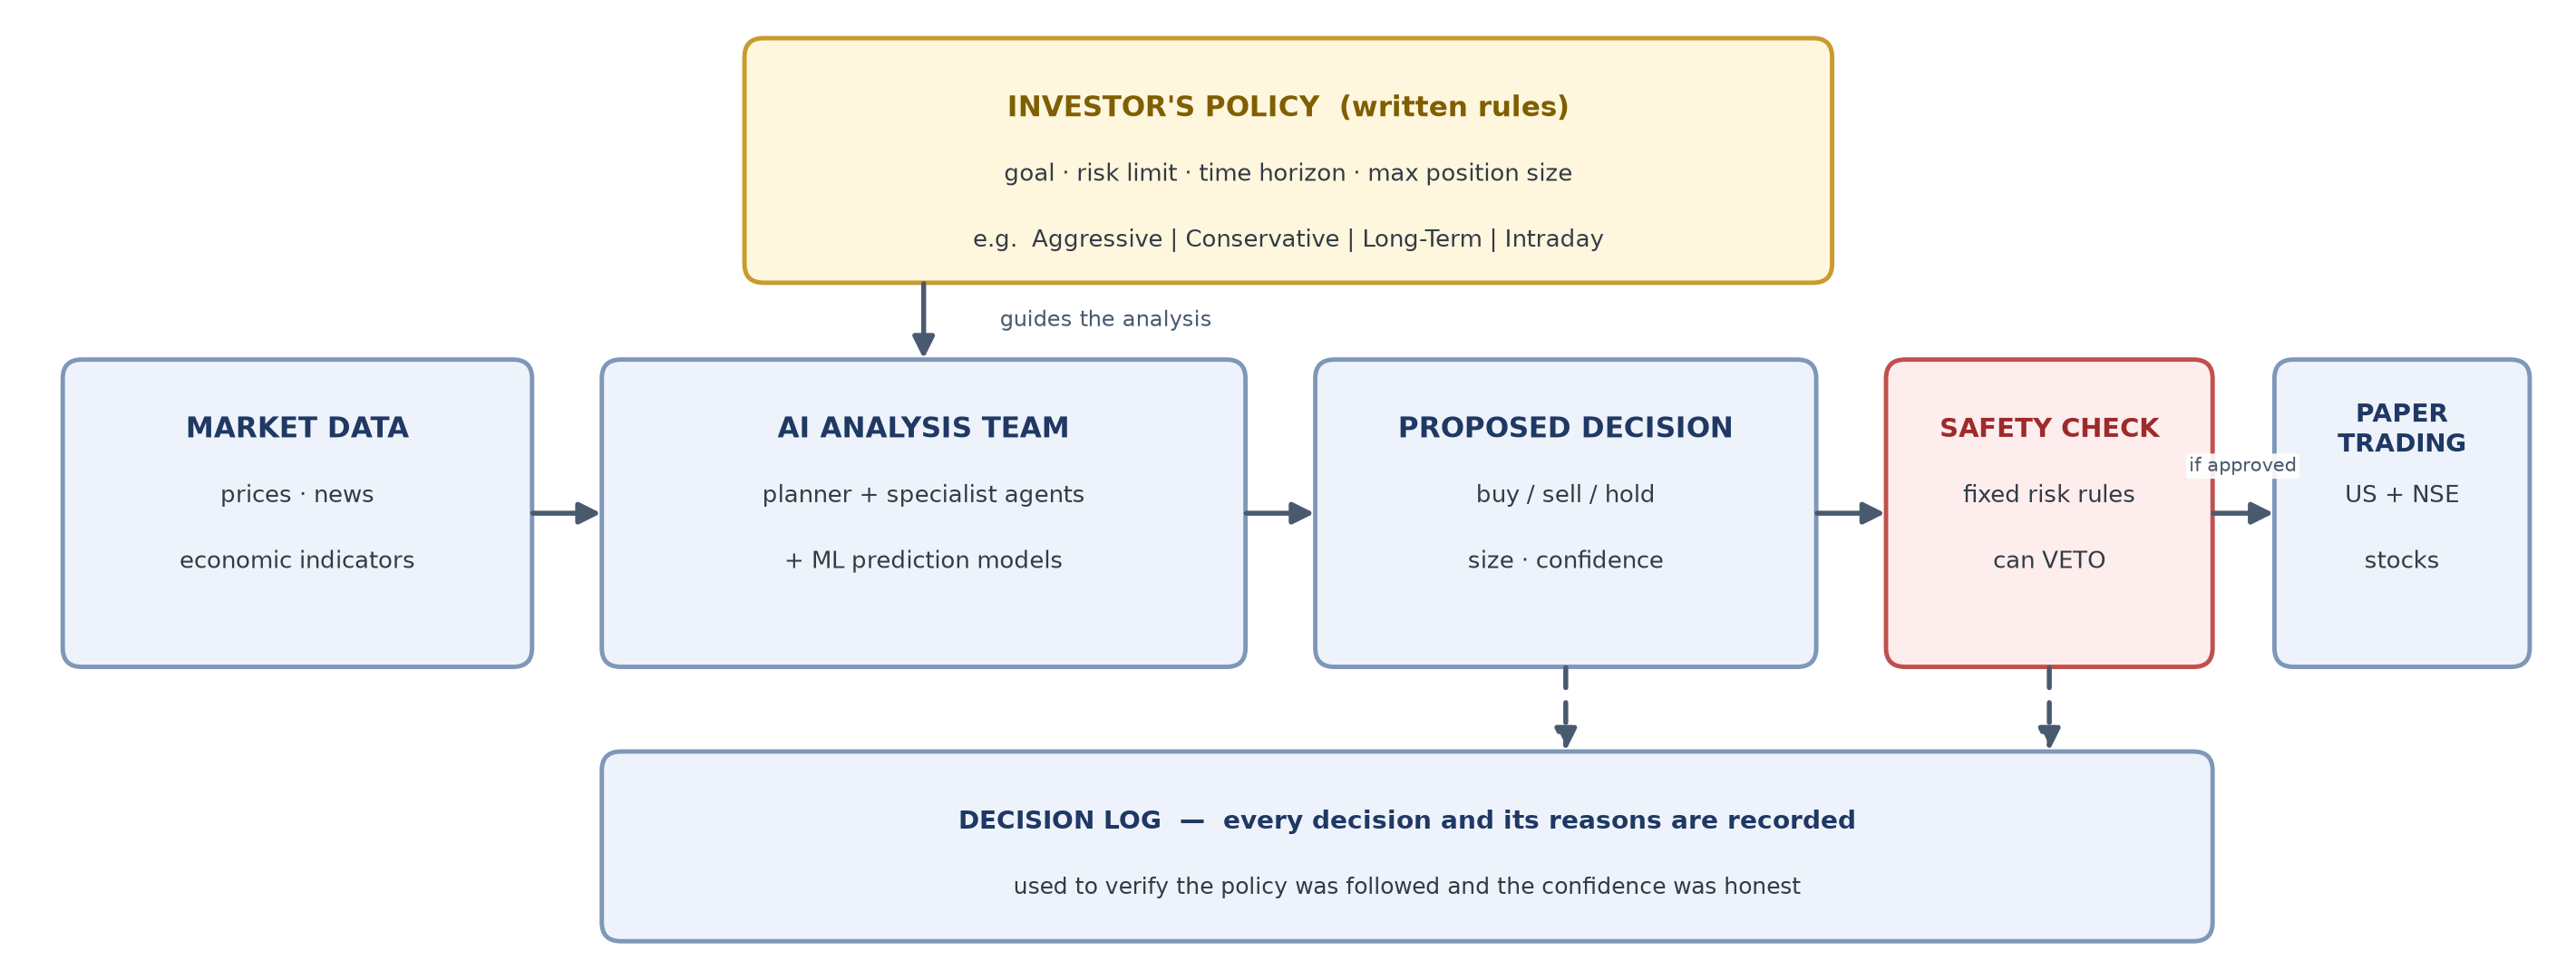 INVESTOR'S POLICY (written rules)
goal · risk limit · time horizon · max position size
e.g. Aggressive | Conservative | Long-Term | Intraday
guides the analysis
MARKET DATA
prices · news
economic indicators
AI ANALYSIS TEAM
planner + specialist agents
+ ML prediction models
PROPOSED DECISION
buy / sell / hold
size · confidence
SAFETY CHECK
fixed risk rules
can VETO
if approved
PAPER
TRADING
US + NSE
stocks
DECISION LOG — every decision and its reasons are recorded
used to verify the policy was followed and the confidence was honest